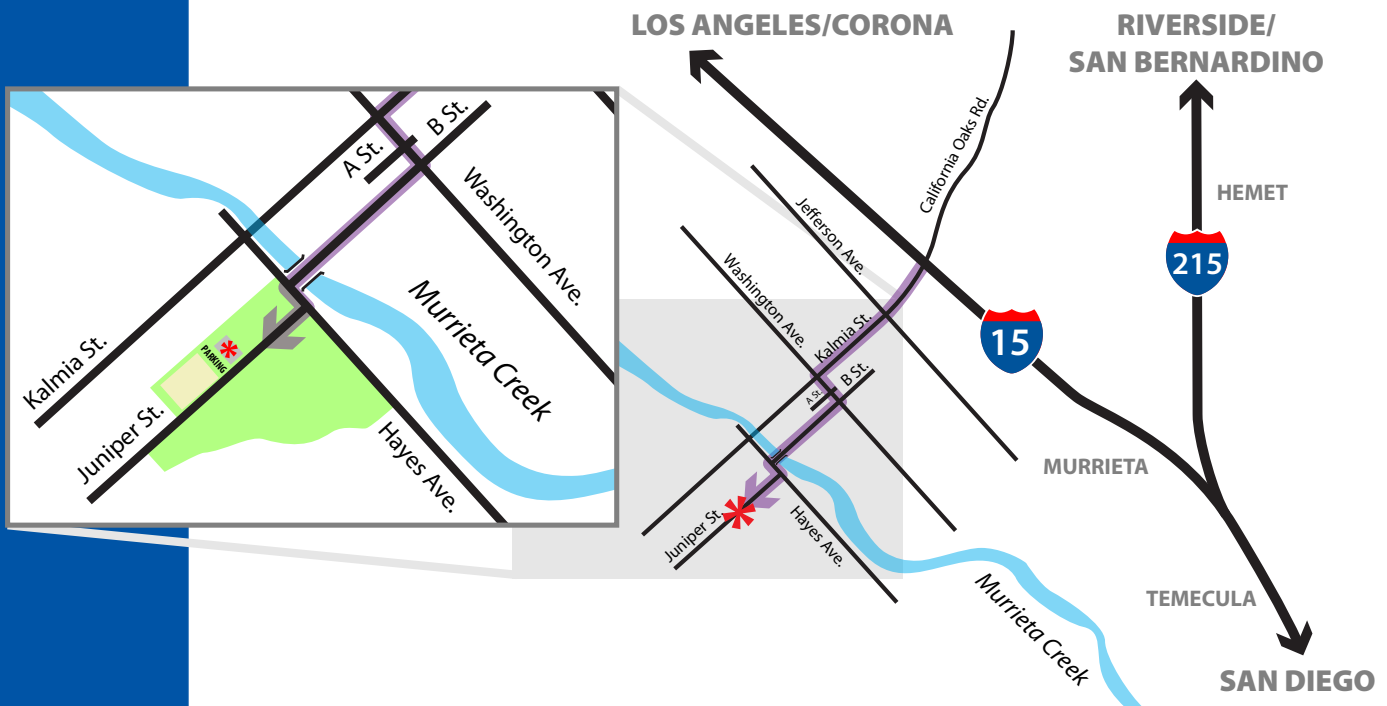 LOS ANGELES/CORONA
RIVERSIDE/
SAN BERNARDINO
California Oaks Rd.
HEMET
215
15
Jefferson Ave.
Washington Ave.
Kalmia St.
A St.
B St.
Juniper St.
Hayes Ave.
MURRIETA
TEMECULA
Murrieta Creek
SAN DIEGO
B St.
A St.
Washington Ave.
Murrieta Creek
Kalmia St.
PARKING
Juniper St.
Hayes Ave.